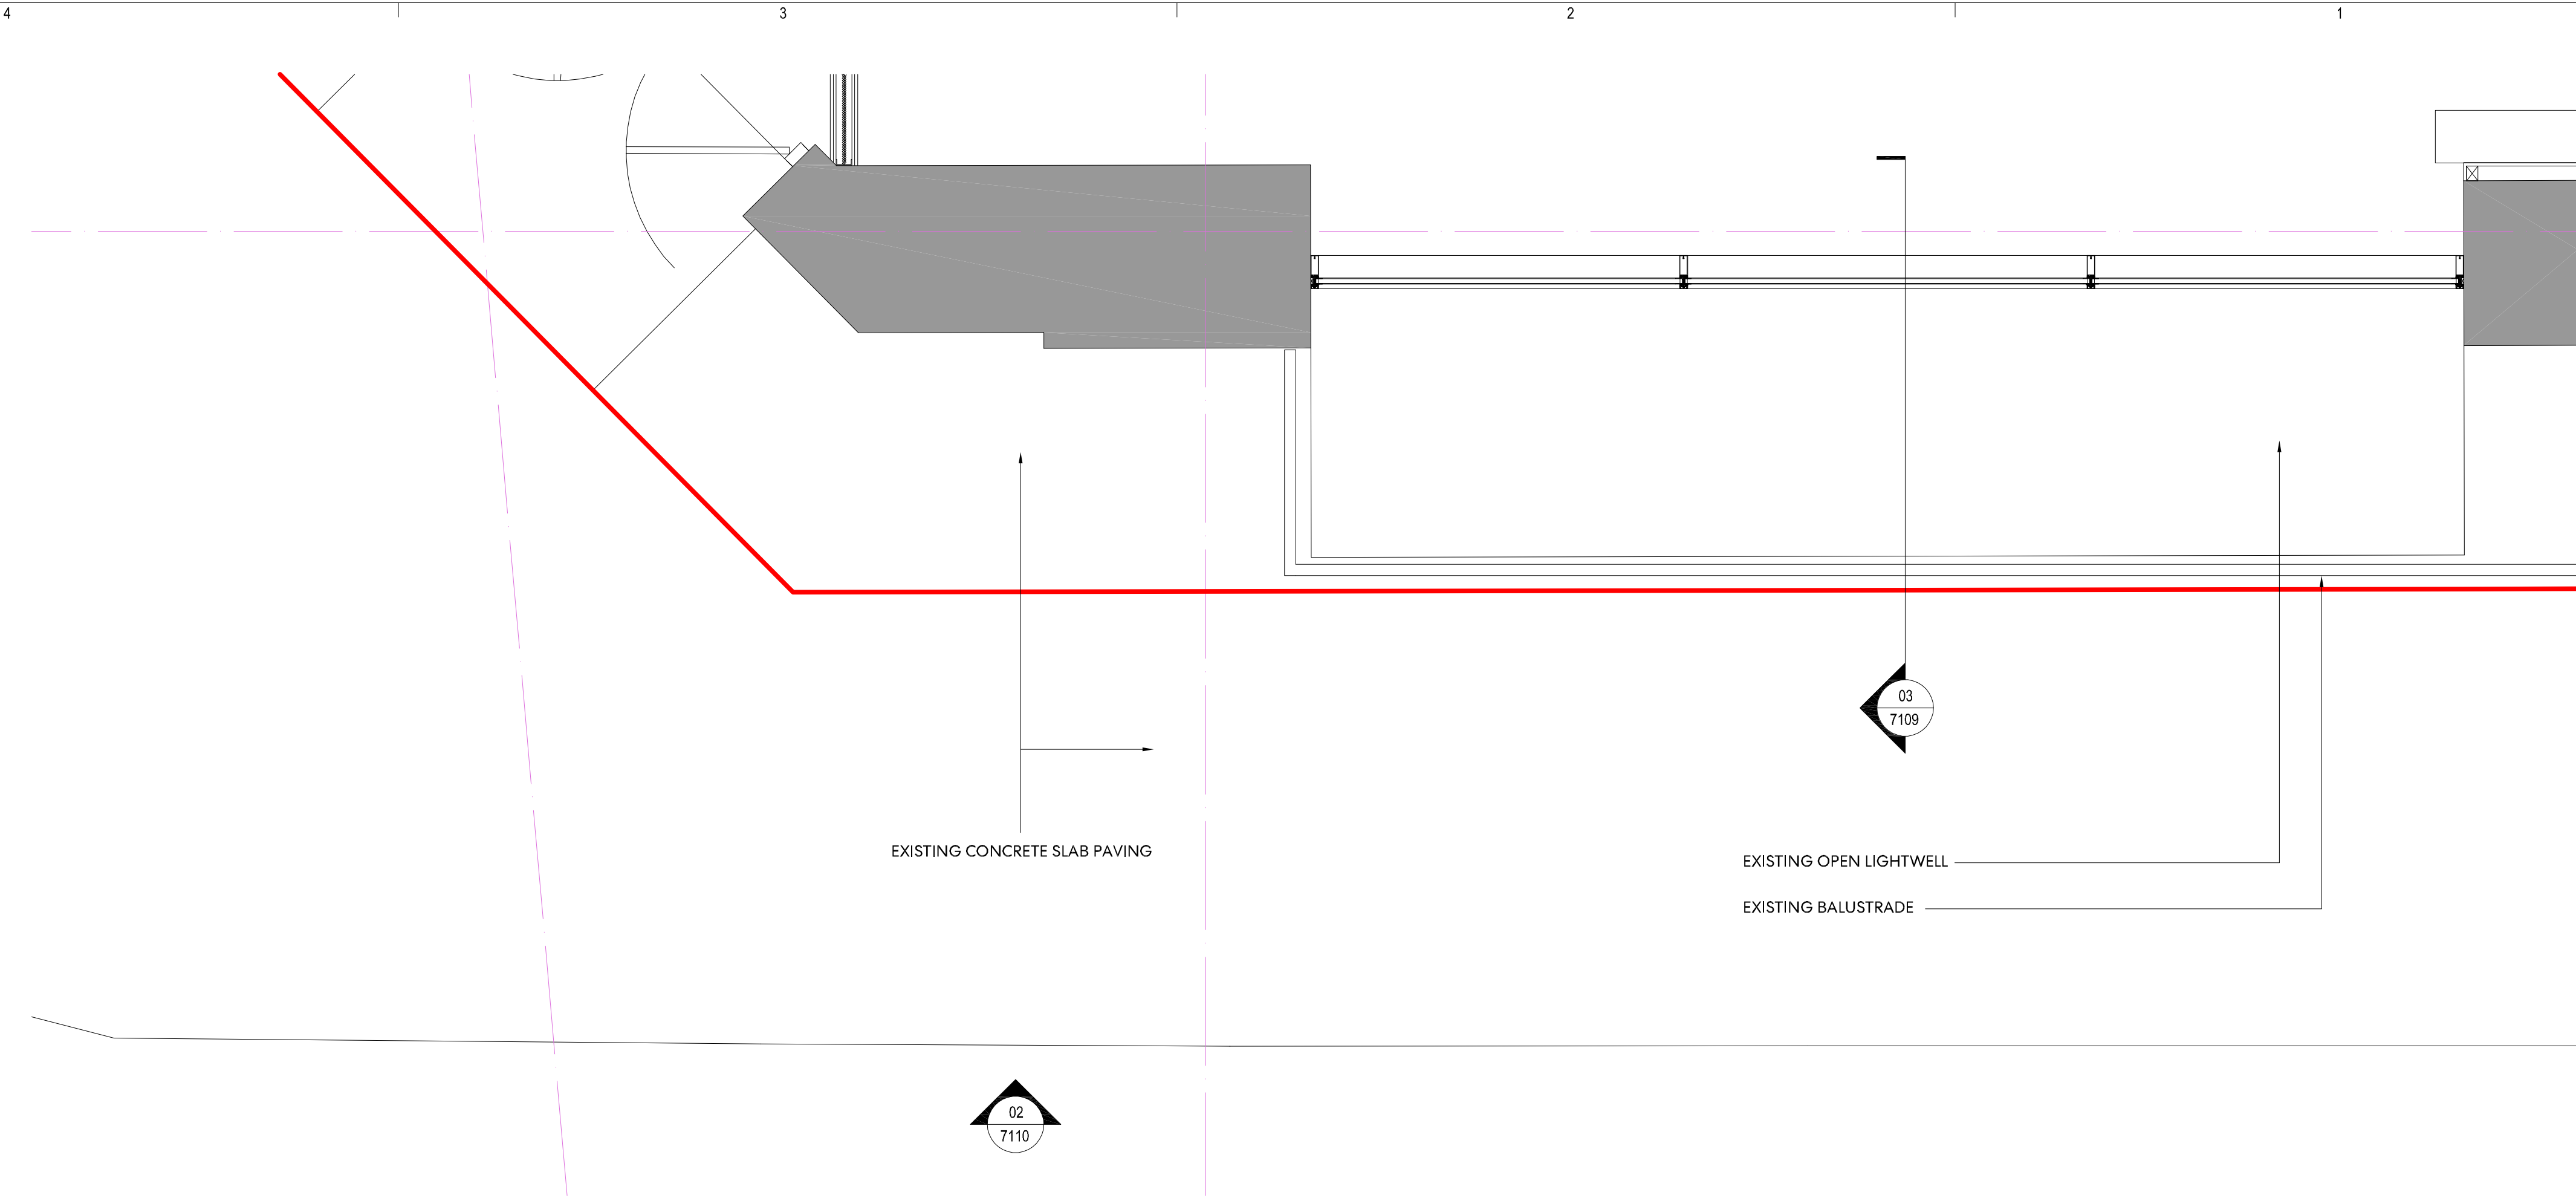 4
3
2
1
03
7109
EXISTING CONCRETE SLAB PAVING
EXISTING OPEN LIGHTWELL
EXISTING BALUSTRADE
02
7110